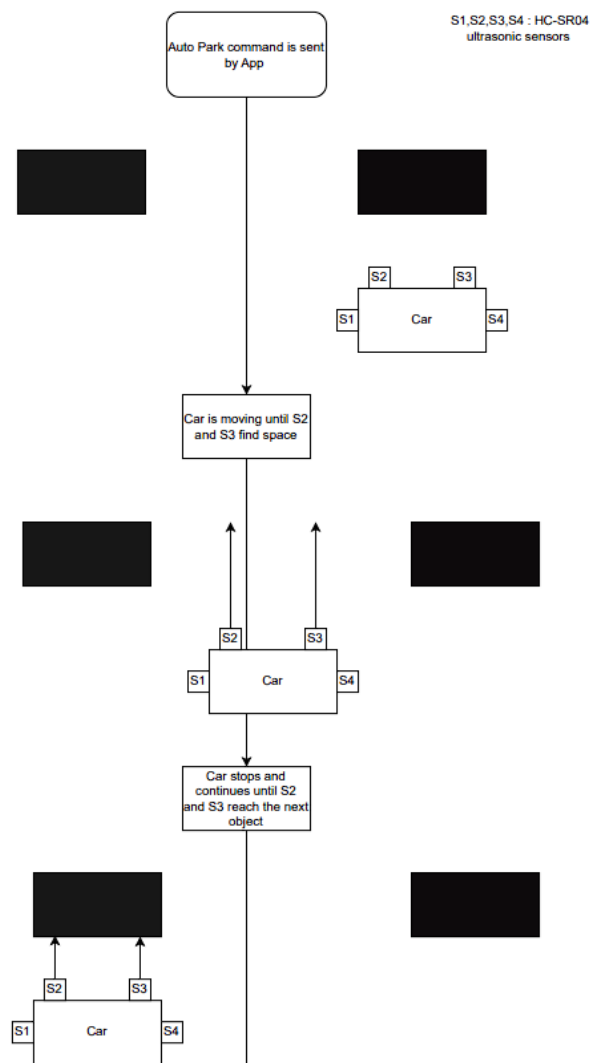 S1,S2,S3,S4 : HC-SR04
ultrasonic sensors
Auto Park command is sent
by App
S2
S3
S1
Car
S4
Car is moving until S2
and S3 find space
S2
S3
S1
Car
S4
Car stops and
continues until S2
and S3 reach the next
object
S2
S3
S1
Car
S4